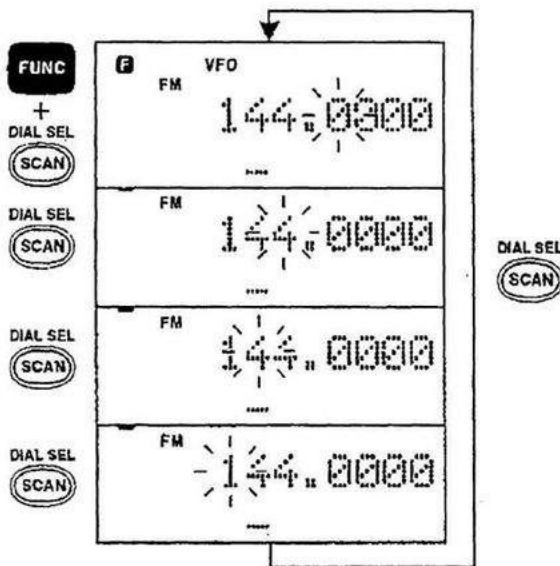 FUNC
+
DIAL SEL
SCAN
F VFO
FM
144.0000
DIAL SEL
SCAN
FM
144.0000
DIAL SEL
SCAN
DIAL SEL
SCAN
FM
144.0000
DIAL SEL
SCAN
FM
144.0000